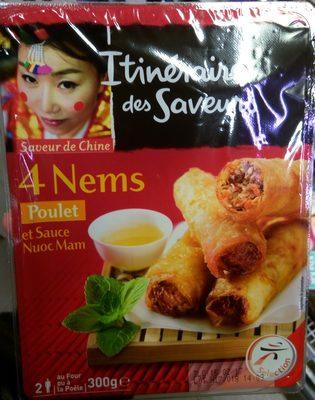 Itinéraire
des Saveurs
Saveur de Chine
4 Nems
Poulet
et Sauce
Nuoc Mam
2
au Four
ou à
la Poêle
300g e
Sélection